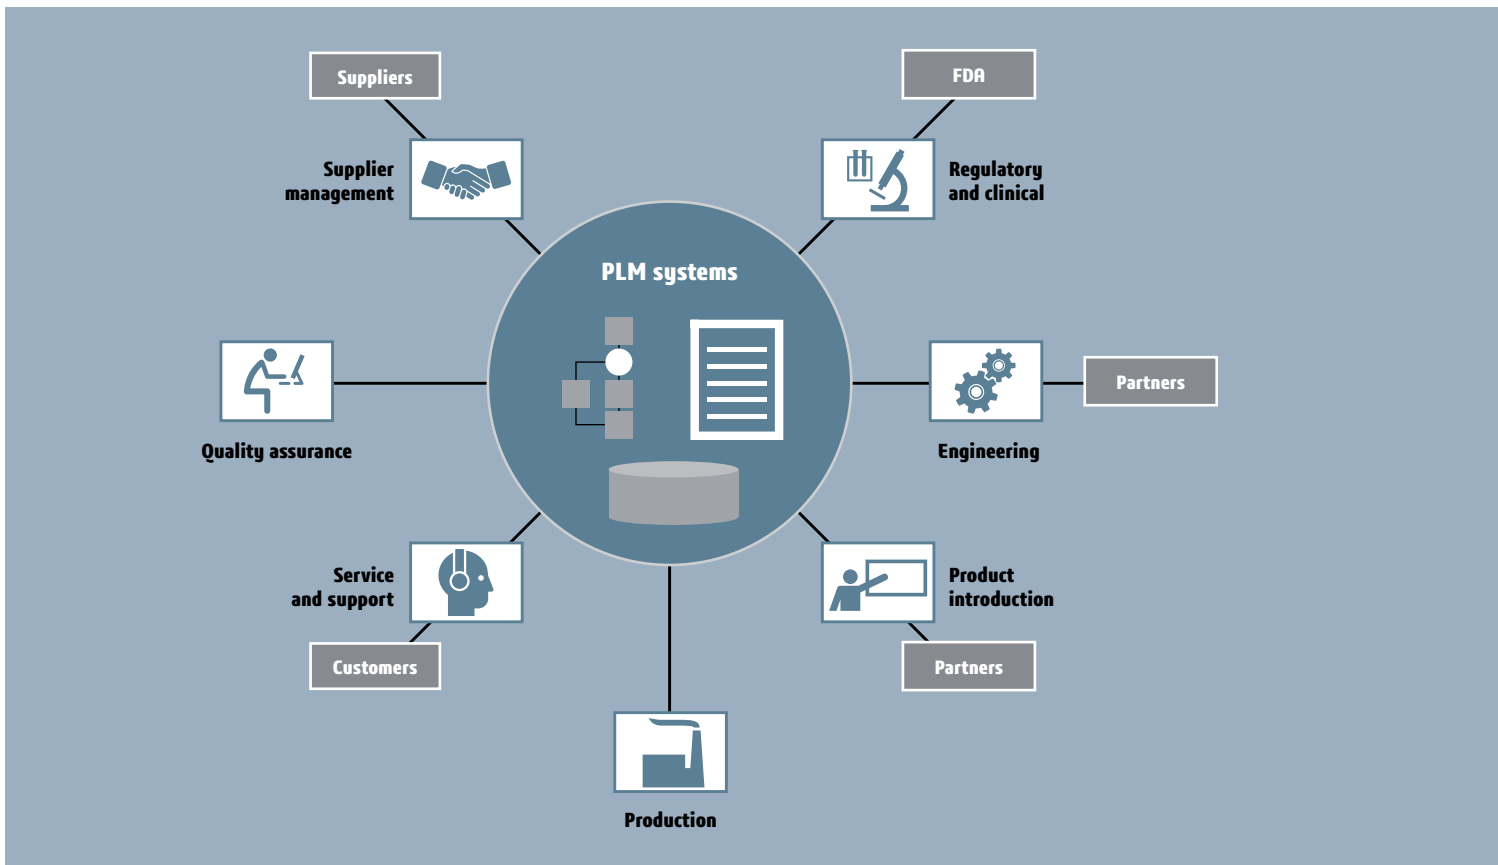 Suppliers
FDA
Supplier
management
Regulatory
and clinical
PLM systems
Quality assurance
Engineering
Partners
Service
and support
Customers
Product
introduction
Partners
Production